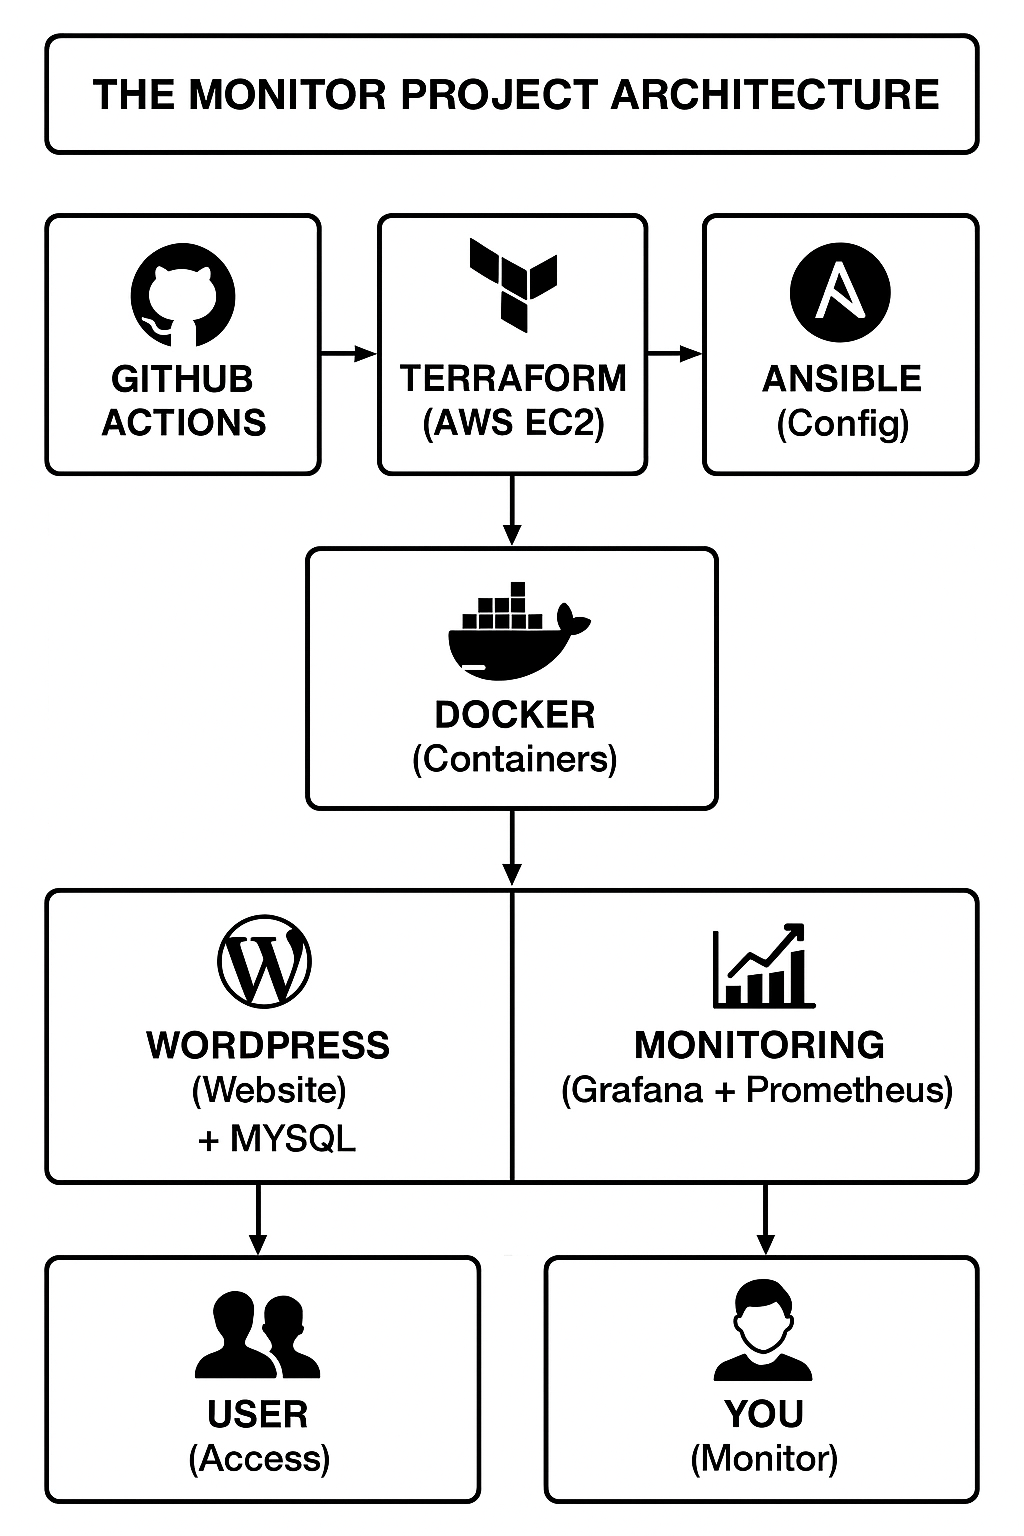 THE MONITOR PROJECT ARCHITECTURE
GITHUB
ACTIONS
TERRAFORM
(AWS EC2)
ANSIBLE
(Config)
DOCKER
(Containers)
WORDPRESS
(Website)
+ MYSQL
MONITORING
(Grafana + Prometheus)
USER
(Access)
YOU
(Monitor)